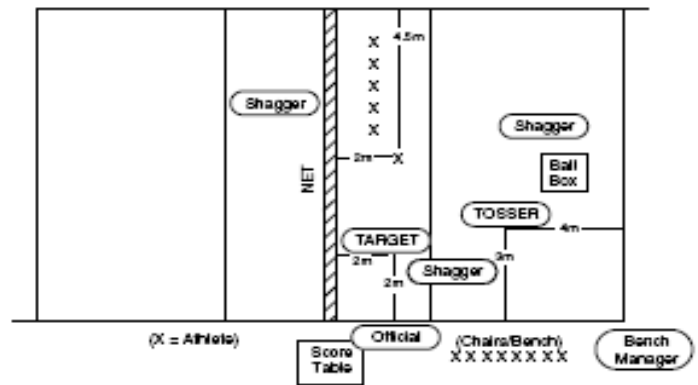 X
4.5m
X
X
X
X
Shagger
Shagger
2m
X
NET
Ball
Box
TOSSER
4m
TARGET
3m
2m
2m
Shagger
(X = Athlete)
Official
(Chairs/Bench)
X X X X X X X X
Score
Table
Bench
Manager